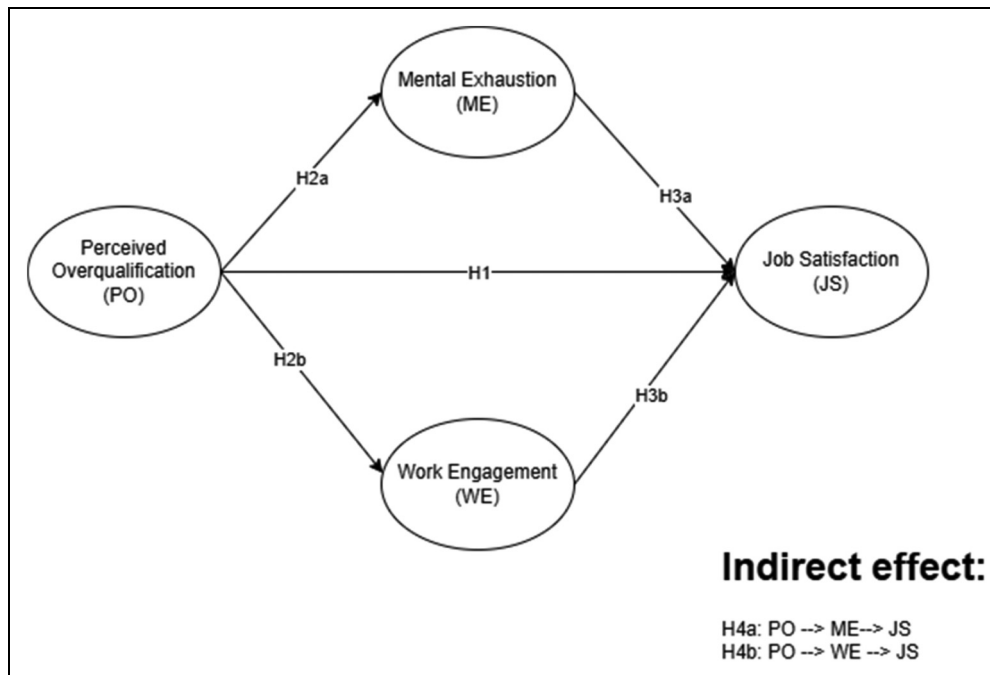 Mental Exhaustion
(ME)
H2a
H3a
Perceived
Overqualification
(PO)
H1
Job Satisfaction
(JS)
H2b
H3b
Work Engagement
(WE)
Indirect effect:
H4a: PO --> ME--> JS
H4b: PO --> WE --> JS